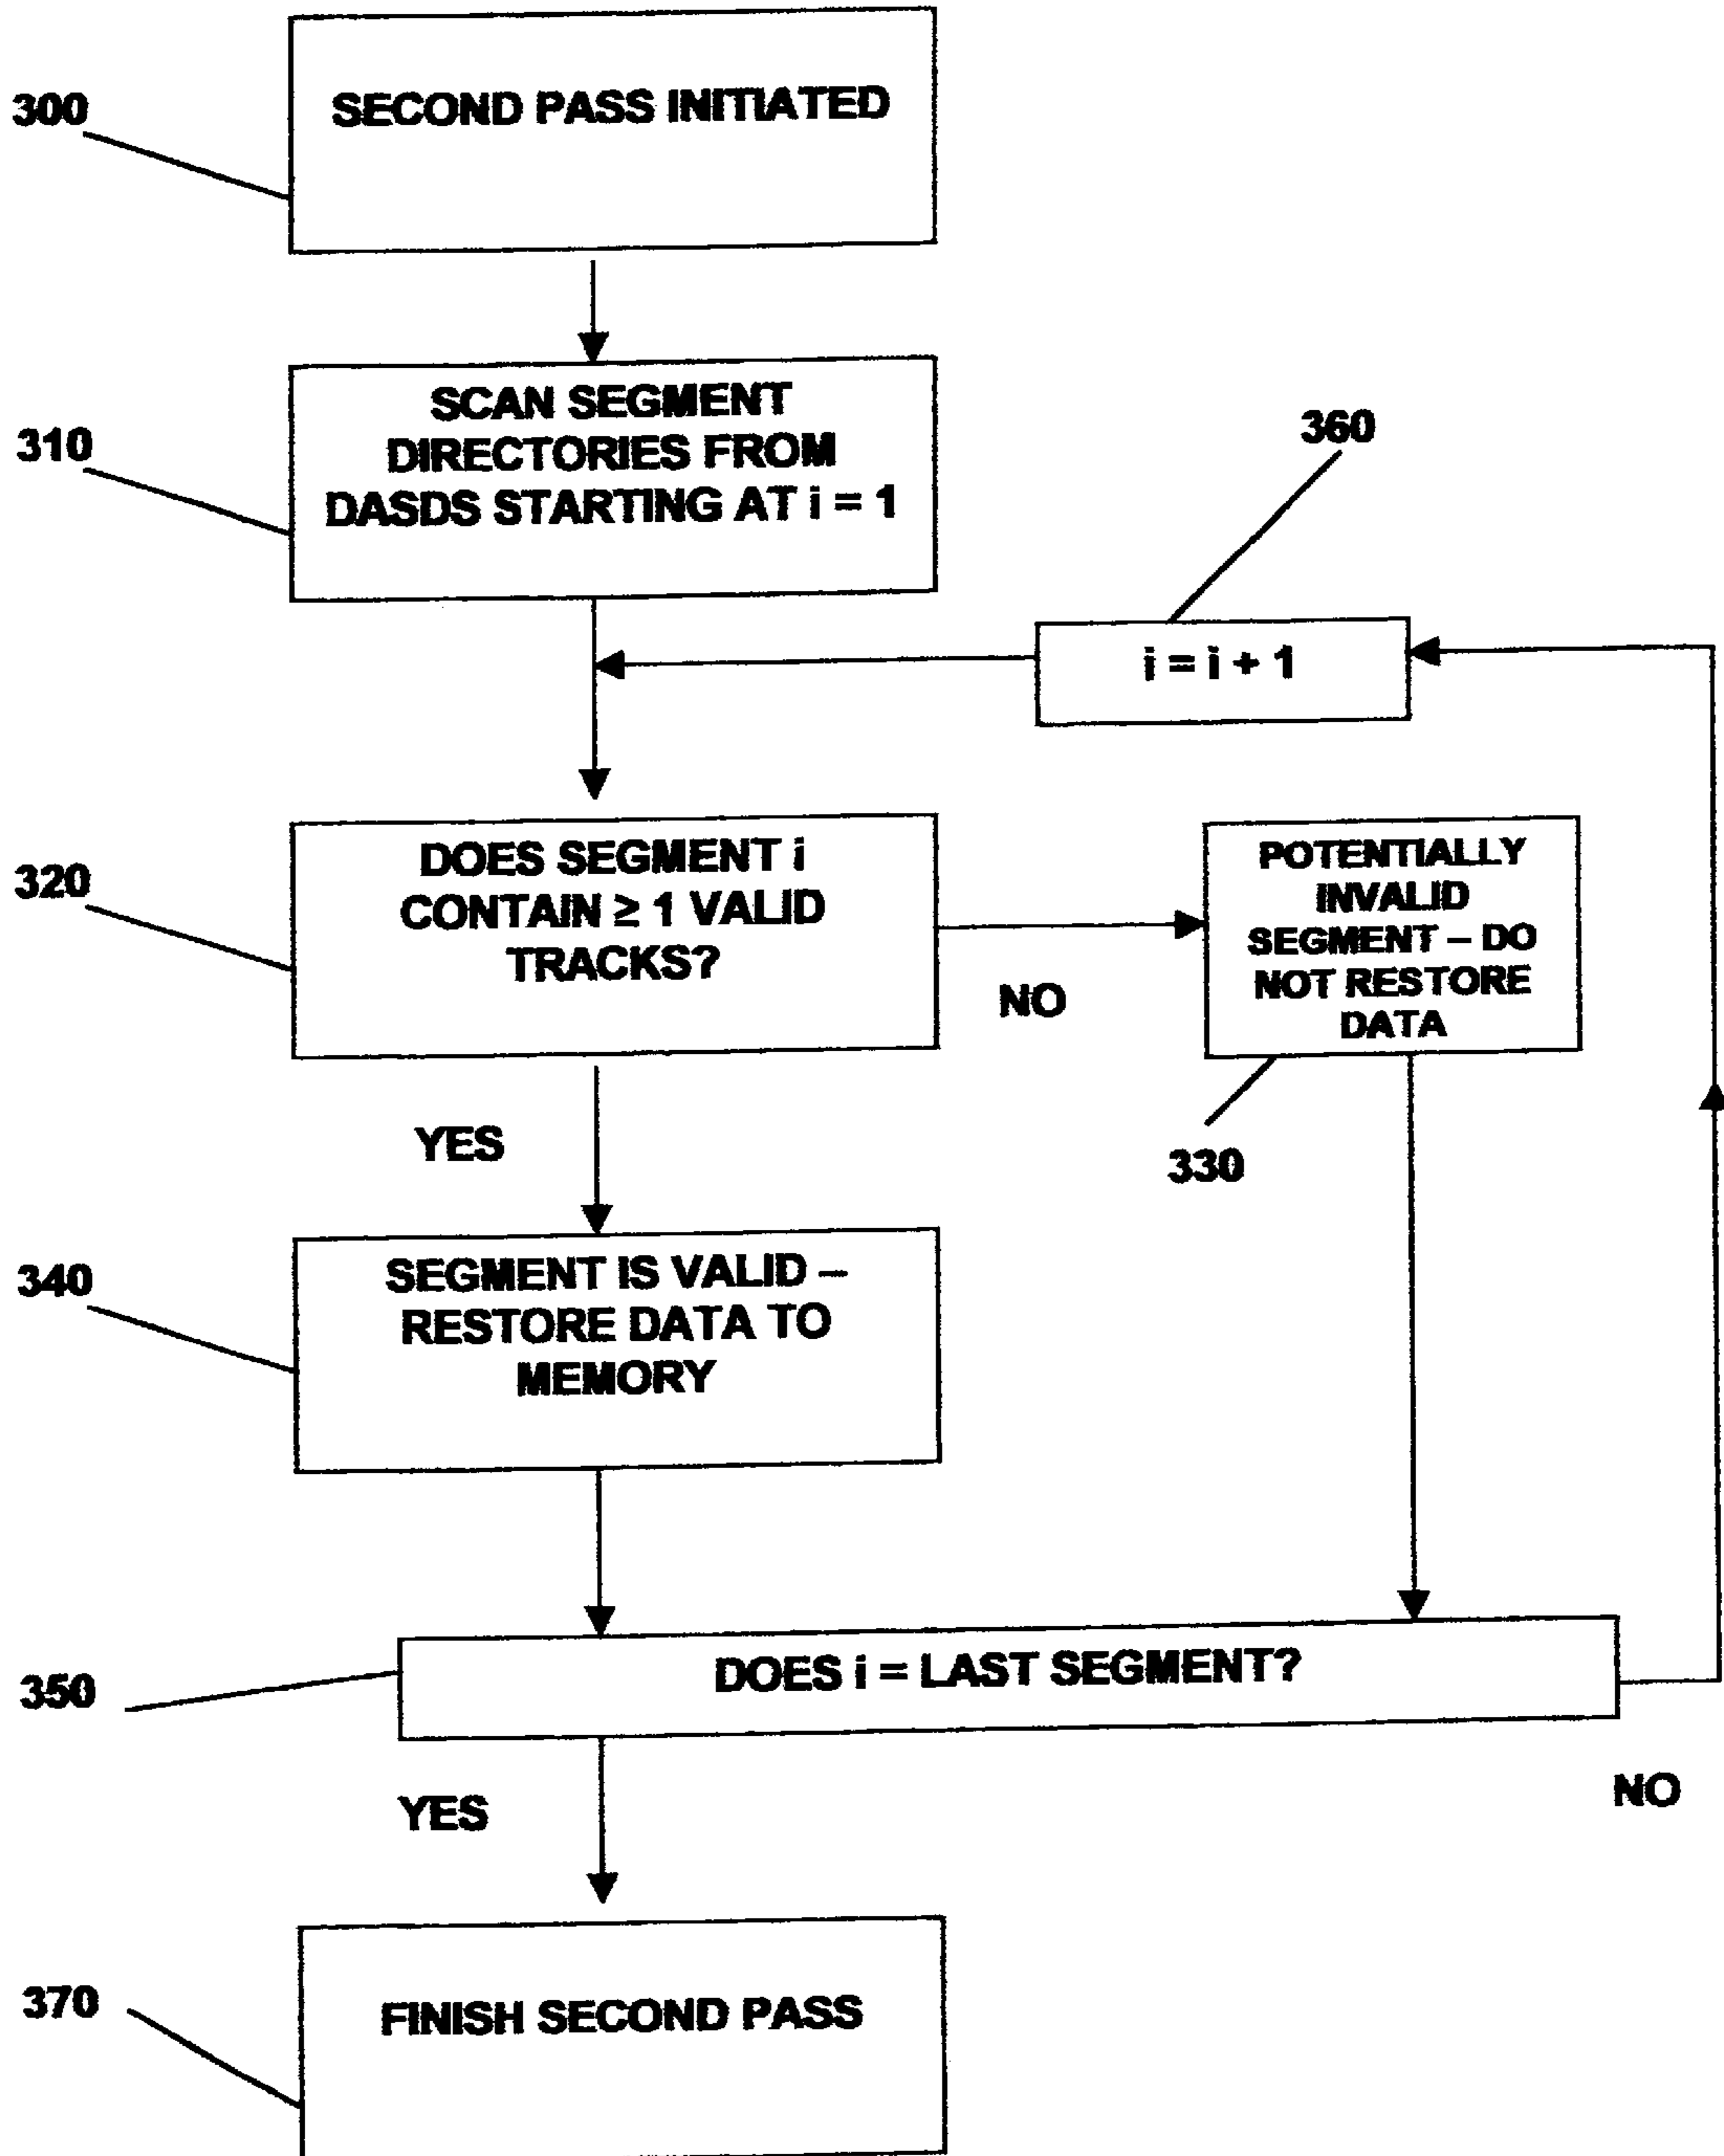 300
SECOND PASS INITIATED
310
SCAN SEGMENT
DIRECTORIES FROM
DASDS STARTING AT i = 1
360
i = i + 1
320
DOES SEGMENT i
CONTAIN ≥ 1 VALID
TRACKS?
NO
POTENTIALLY
INVALID
SEGMENT – DO
NOT RESTORE
DATA
330
YES
340
SEGMENT IS VALID –
RESTORE DATA TO
MEMORY
350
DOES i = LAST SEGMENT?
NO
YES
370
FINISH SECOND PASS